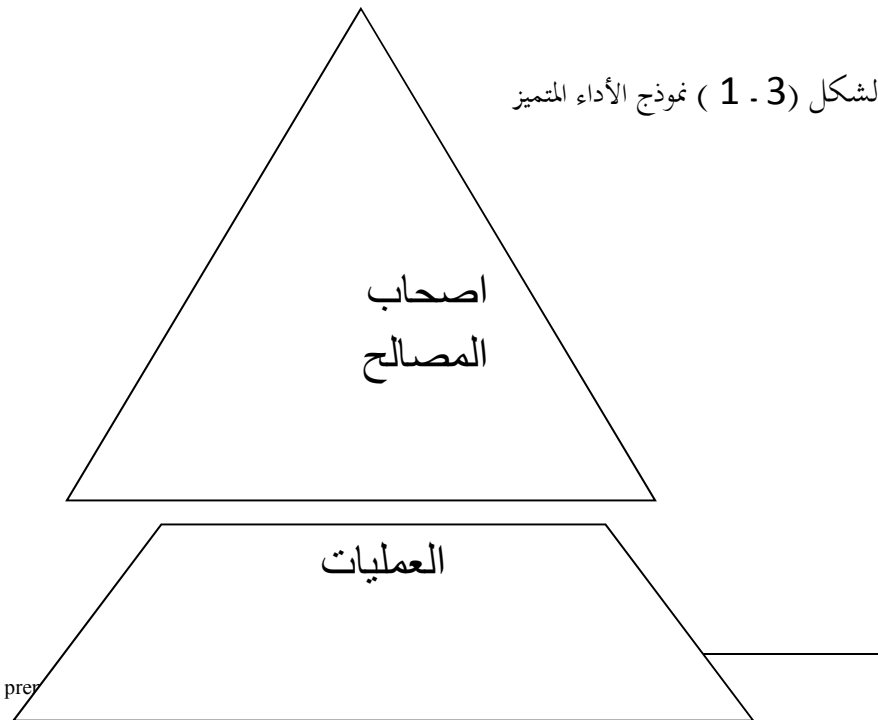 لشكل (3 ـ 1 ) نموذج الأداء المتميز
اصحاب
المصالح
العمليات